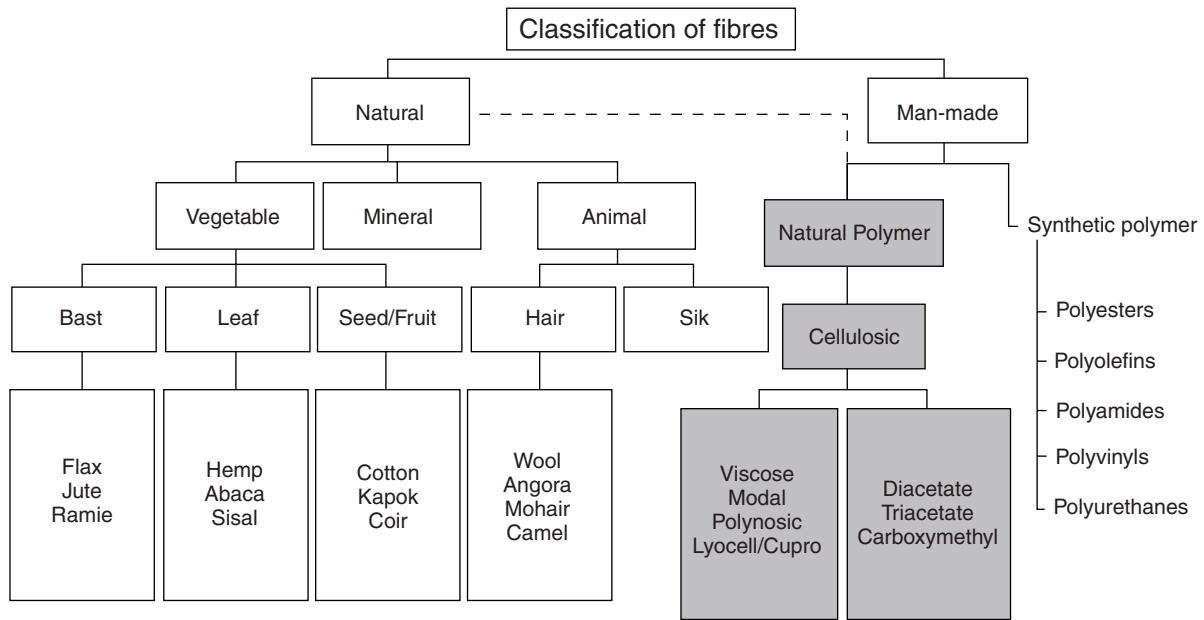 Classification of fibres
Natural
Man-made
Vegetable
Mineral
Animal
Natural Polymer
Synthetic polymer
Bast
Leaf
Seed/Fruit
Hair
Sik
Cellulosic
Polyesters
Polyolefins
Polyamides
Polyvinyls
Polyurethanes
Flax
Jute
Ramie
Hemp
Abaca
Sisal
Cotton
Kapok
Coir
Wool
Angora
Mohair
Camel
Viscose
Modal
Polynosic
Lyocell/Cupro
Diacetate
Triacetate
Carboxymethyl